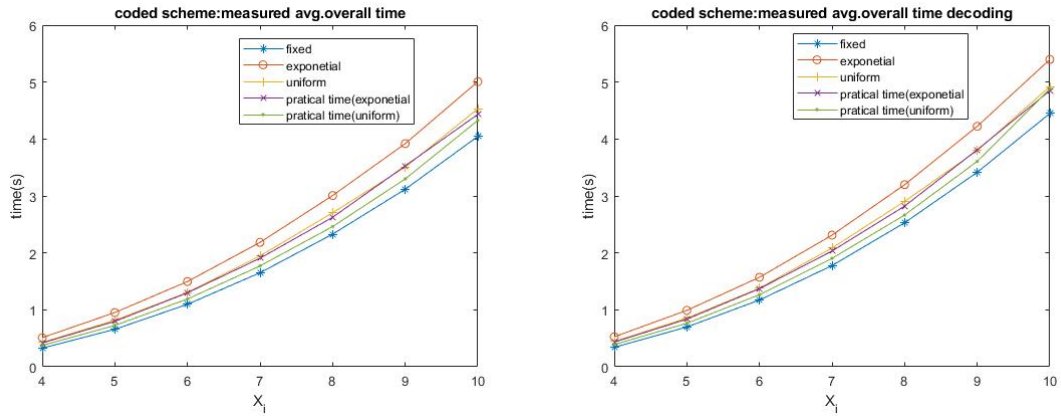 coded scheme:measured avg.overall time
6
5
4
3
2
1
0
time(s)
fixed
exponetial
uniform
pratical time(exponetial
pratical time(uniform)
4 5 6 7 8 9 10
X_i
coded scheme:measured avg.overall time decoding
6
5
4
3
2
1
0
time(s)
fixed
exponetial
uniform
pratical time(exponetial
pratical time(uniform)
4 5 6 7 8 9 10
X_i